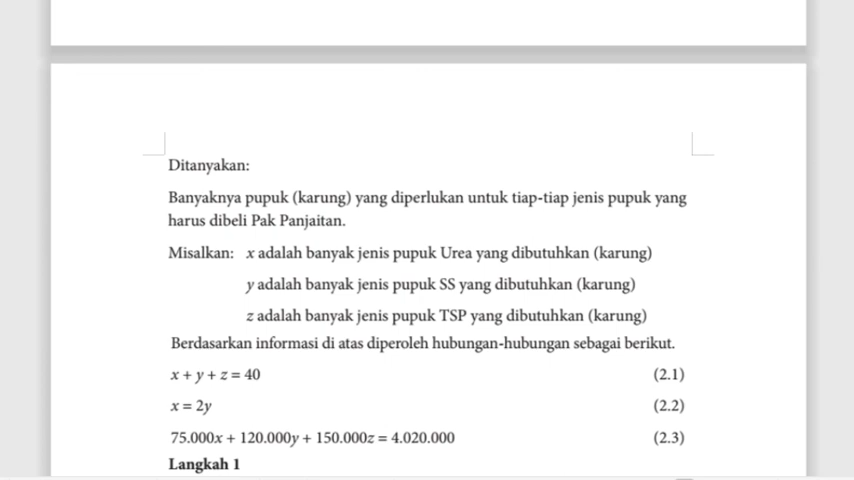 Ditanyakan:
Banyaknya pupuk (karung) yang diperlukan untuk tiap-tiap jenis pupuk yang
harus dibeli Pak Panjaitan.
Misalkan: x adalah banyak jenis pupuk Urea yang dibutuhkan (karung)
y adalah banyak jenis pupuk SS yang dibutuhkan (karung)
z adalah banyak jenis pupuk TSP yang dibutuhkan (karung)
Berdasarkan informasi di atas diperoleh hubungan-hubungan sebagai berikut.
x + y + z = 40 (2.1)
x = 2y (2.2)
75.000x + 120.000y + 150.000z = 4.020.000 (2.3)
Langkah 1